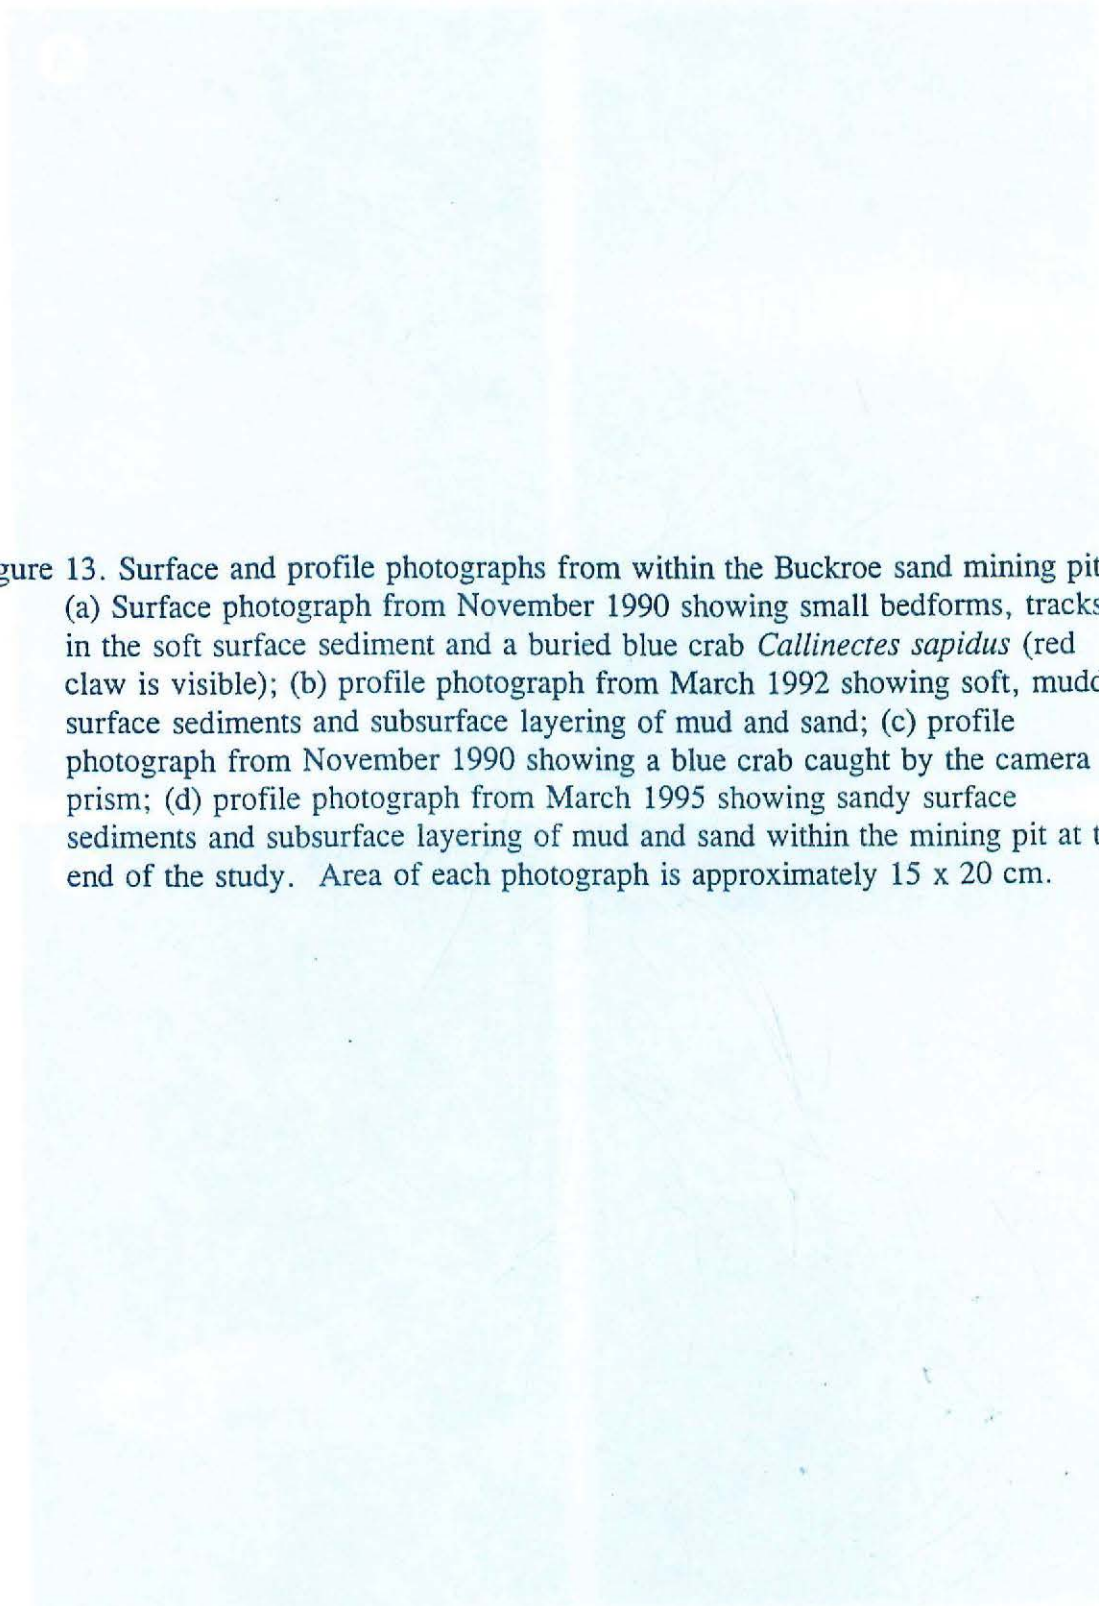 gure 13. Surface and profile photographs from within the Buckroe sand mining pit
(a) Surface photograph from November 1990 showing small bedforms, tracks
in the soft surface sediment and a buried blue crab Callinectes sapidus (red
claw is visible); (b) profile photograph from March 1992 showing soft, mudd
surface sediments and subsurface layering of mud and sand; (c) profile
photograph from November 1990 showing a blue crab caught by the camera
prism; (d) profile photograph from March 1995 showing sandy surface
sediments and subsurface layering of mud and sand within the mining pit at t
end of the study. Area of each photograph is approximately 15 x 20 cm.